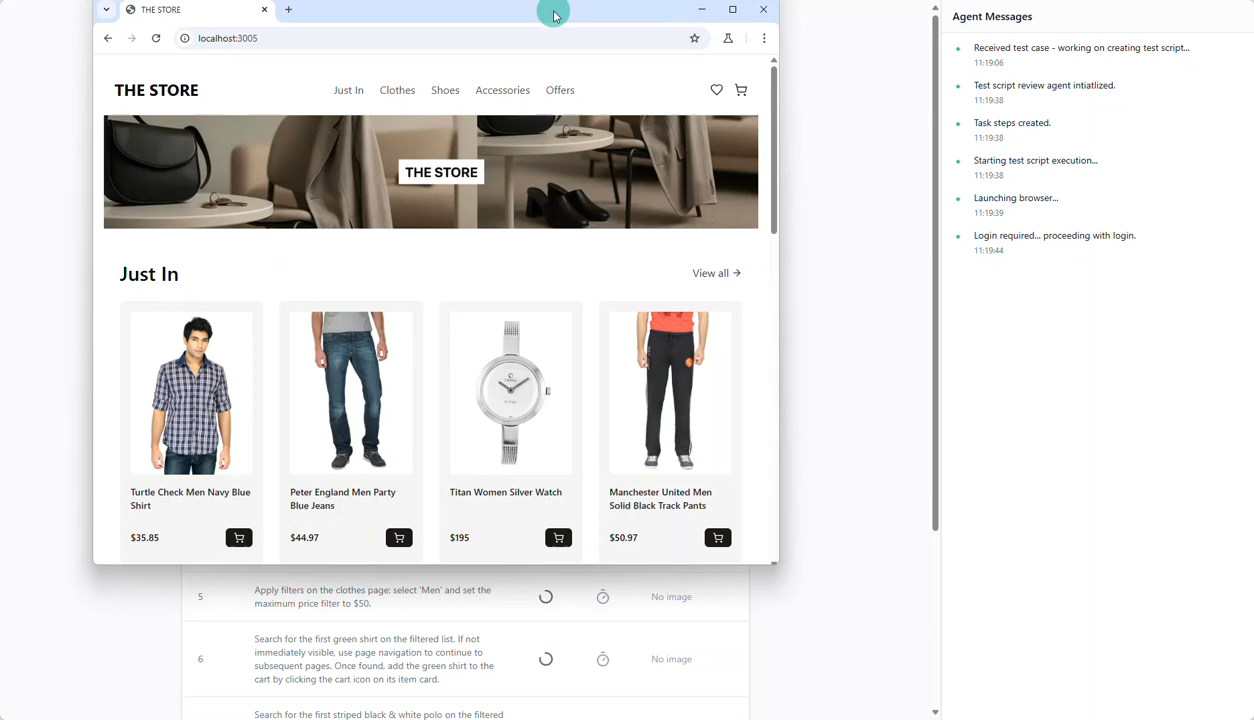 THE STORE
localhost:3005
THE STORE
Just In
Clothes
Shoes
Accessories
Offers
THE STORE
Just In
View all
Turtle Check Men Navy Blue
Shirt
$35.85
Peter England Men Party
Blue Jeans
$44.97
Titan Women Silver Watch
$195
Manchester United Men
Solid Black Track Pants
$50.97
5
Apply filters on the clothes page: select 'Men' and set the
maximum price filter to $50.
No image
6
Search for the first green shirt on the filtered list. If not
immediately visible, use page navigation to continue to
subsequent pages. Once found, add the green shirt to the
cart by clicking the cart icon on its item card.
No image
Search for the first striped black & white polo on the filtered
Agent Messages
Received test case - working on creating test script...
11:19:06
Test script review agent intiatlized.
11:19:38
Task steps created.
11:19:38
Starting test script execution...
11:19:38
Launching browser...
11:19:39
Login required... proceeding with login.
11:19:44